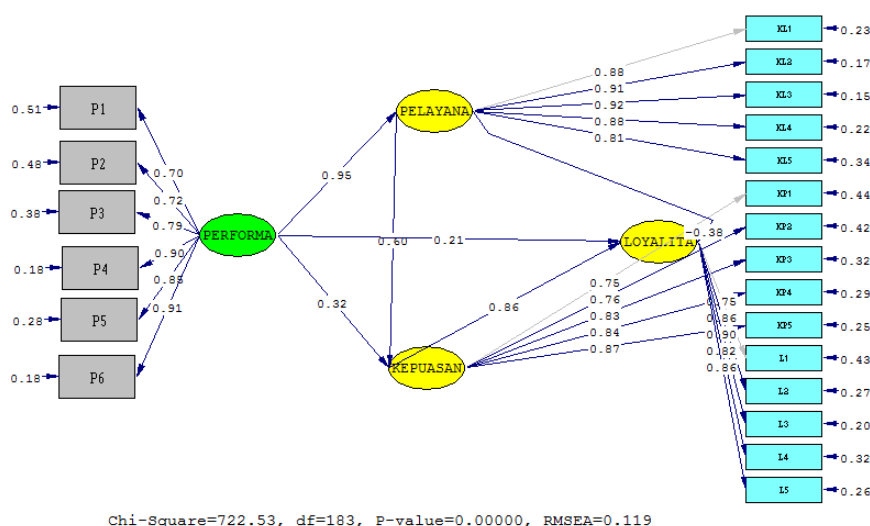 KL1
0.23
KL2
0.17
0.88
0.91
KL3
0.15
0.92
0.88
KL4
0.22
0.81
KL5
0.34
PELAYANA
P1
0.51
P2
0.48
0.70
0.95
KP1
0.44
0.72
P3
0.38
0.79
KP2
0.42
PERFORMA
0.60
0.21
LOYALITA
-0.38
0.90
P4
0.18
KP3
0.32
0.85
0.75
0.76
0.75
KP4
0.29
P5
0.28
0.91
0.32
0.86
0.83
0.86
0.84
0.90
KP5
0.25
0.87
0.82
L1
0.43
0.86
KEPUASAN
P6
0.18
L2
0.27
L3
0.20
L4
0.32
L5
0.26
Chi-Square=722.53, df=183, P-value=0.00000, RMSEA=0.119